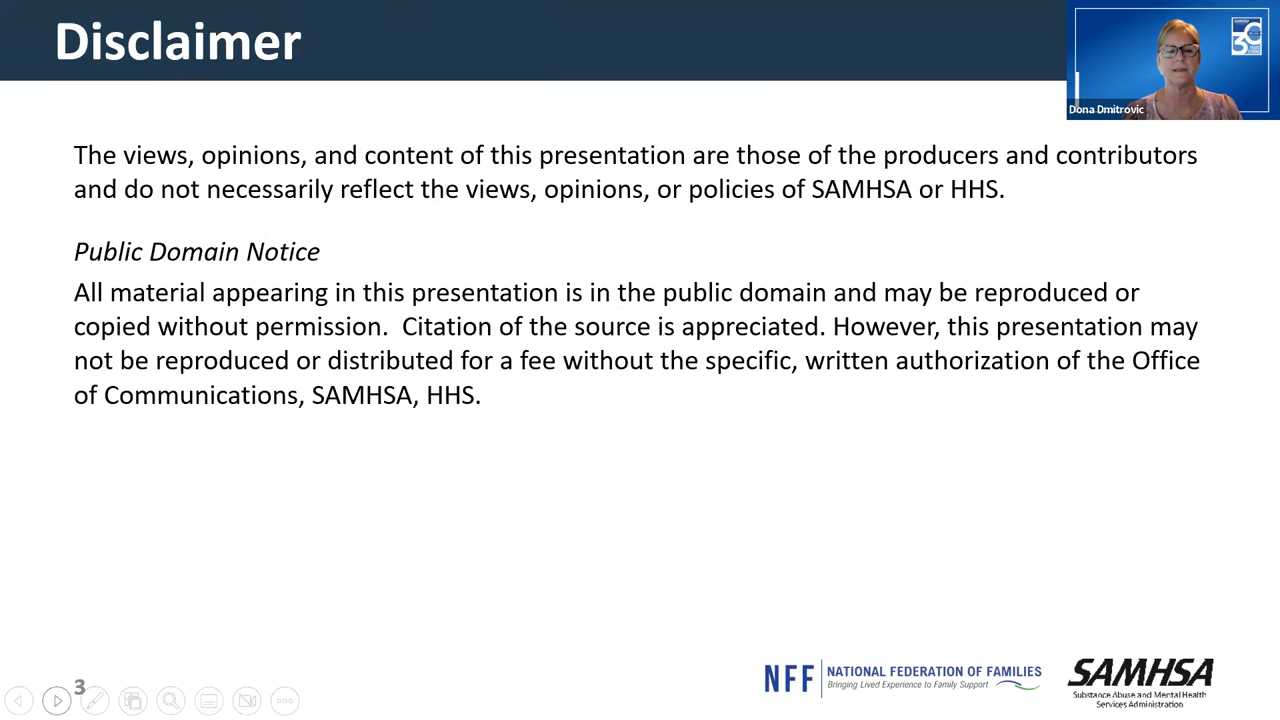 Disclaimer
Dona Dmitrovic
The views, opinions, and content of this presentation are those of the producers and contributors
and do not necessarily reflect the views, opinions, or policies of SAMHSA or HHS.
Public Domain Notice
All material appearing in this presentation is in the public domain and may be reproduced or
copied without permission.  Citation of the source is appreciated. However, this presentation may
not be reproduced or distributed for a fee without the specific, written authorization of the Office
of Communications, SAMHSA, HHS.
3
NFF NATIONAL FEDERATION OF FAMILIES
Bringing Lived Experience to Family Support
SAMHSA
Substance Abuse and Mental Health
Services Administration